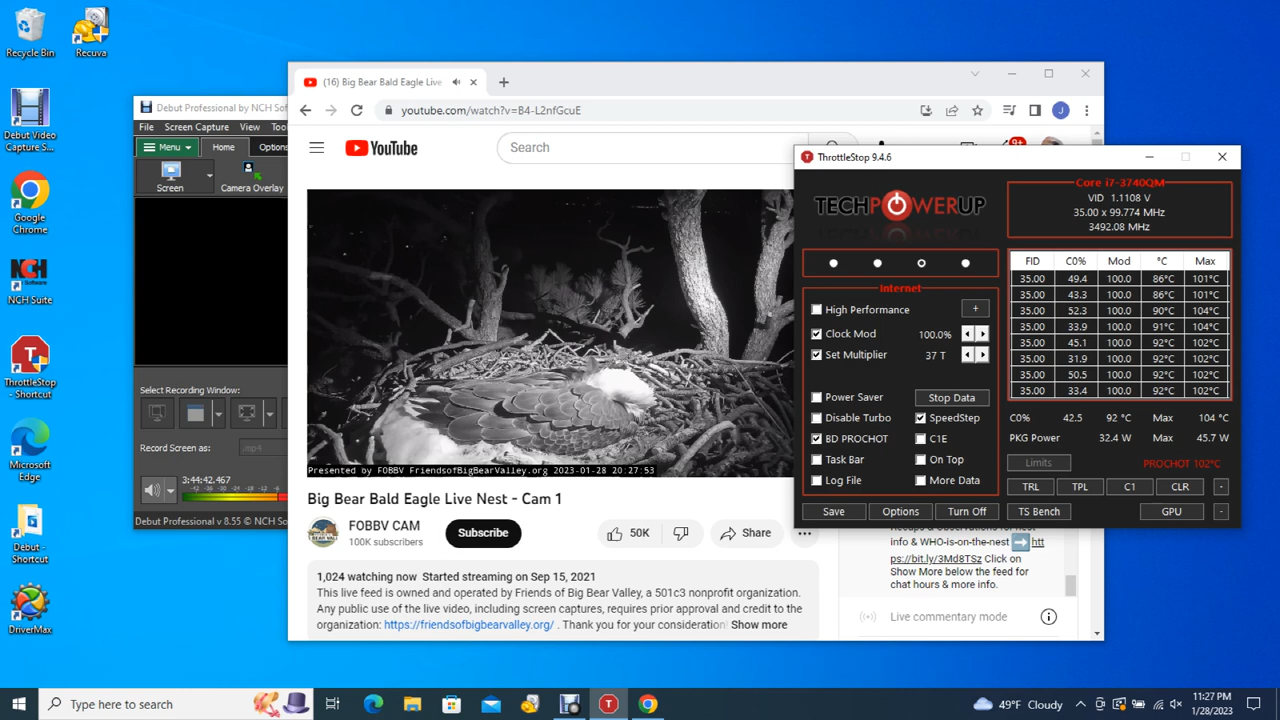 Recycle Bin
Recuva
Debut Video
Capture S...
Google
Chrome
NCH Suite
ThrottleStop
- Shortcut
Microsoft
Edge
Debut -
Shortcut
DriverMax
Debut Professional by NCH Sof
File Screen Capture View Too
Menu Home Options
Screen
Camera Overlay
Select Recording Window:
Record Screen as:
.mp4
3:44:42.467
Debut Professional v 8.55 © NCH So
(16) Big Bear Bald Eagle Live
youtube.com/watch?v=B4-L2nfGcuE
J
YouTube
Search
9+
Presented by FOBBV FriendsofBigBearValley.org 2023-01-28 20:27:53
Big Bear Bald Eagle Live Nest - Cam 1
FOBBV CAM
100K subscribers
Subscribe
50K
Share
1,024 watching now Started streaming on Sep 15, 2021
This live feed is owned and operated by Friends of Big Bear Valley, a 501c3 nonprofit organization.
Any public use of the live video, including screen captures, requires prior approval and credit to the
organization: https://friendsofbigbearvalley.org/ . Thank you for your consideration! Show more
info & WHO-is-on-the-nest htt
ps://bit.ly/3Md8TSz Click on
Show More below the feed for
chat hours & more info.
Live commentary mode
ThrottleStop 9.4.6
TECHPOWERUP
Core i7-3740QM
VID 1.1108 V
35.00 x 99.774 MHz
3492.08 MHz
Internet
High Performance +
Clock Mod 100.0%
Set Multiplier 37 T
Power Saver Stop Data
Disable Turbo SpeedStep
BD PROCHOT C1E
Task Bar On Top
Log File More Data
Save Options Turn Off
FID C0% Mod °C Max
35.00 49.4 100.0 86°C 101°C
35.00 43.3 100.0 86°C 101°C
35.00 52.3 100.0 90°C 104°C
35.00 33.9 100.0 91°C 104°C
35.00 45.1 100.0 92°C 102°C
35.00 31.9 100.0 92°C 102°C
35.00 50.5 100.0 92°C 102°C
35.00 33.4 100.0 92°C 102°C
C0% 42.5 92 °C Max 104 °C
PKG Power 32.4 W Max 45.7 W
Limits PROCHOT 102°C
TRL TPL C1 CLR -
TS Bench GPU -
Type here to search
49°F Cloudy
11:27 PM
1/28/2023